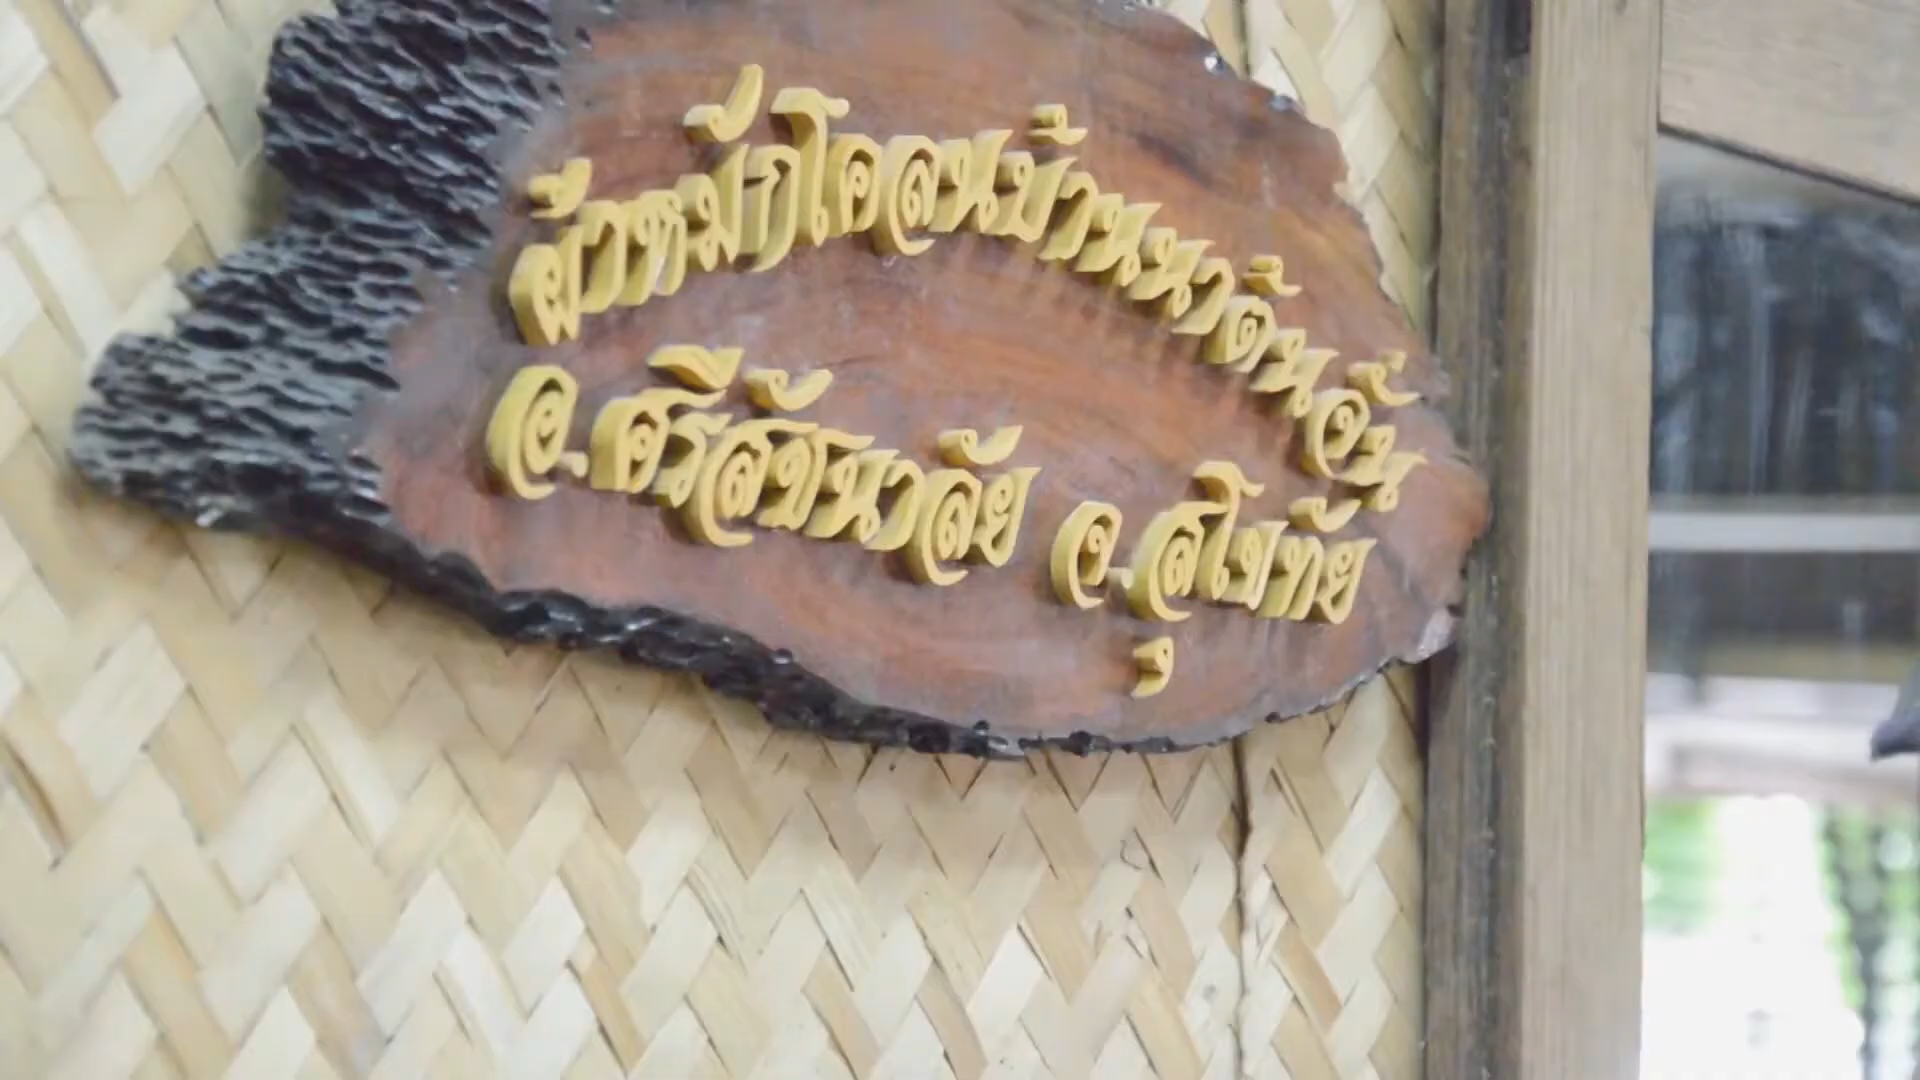 ผ้าหมักโคลนบ้านนาต้นจั่น
อ.ศรีสัชนาลัย จ.สุโขทัย